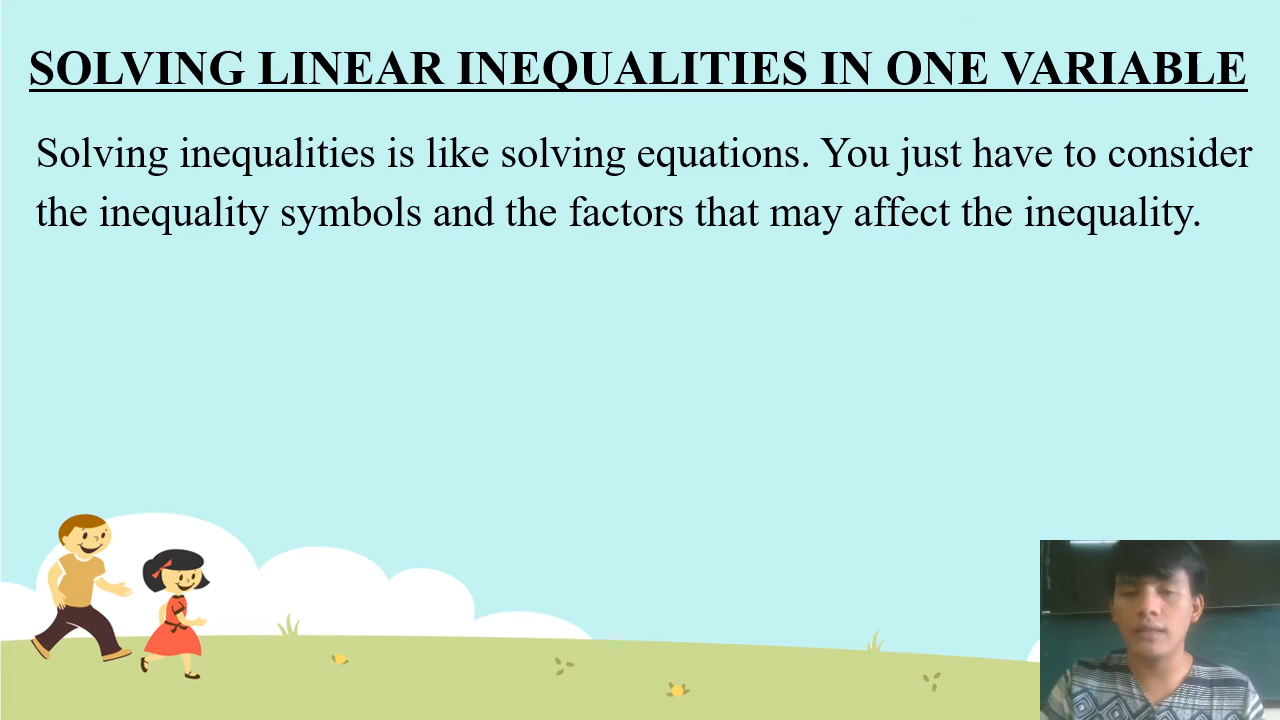 SOLVING LINEAR INEQUALITIES IN ONE VARIABLE
Solving inequalities is like solving equations. You just have to consider
the inequality symbols and the factors that may affect the inequality.